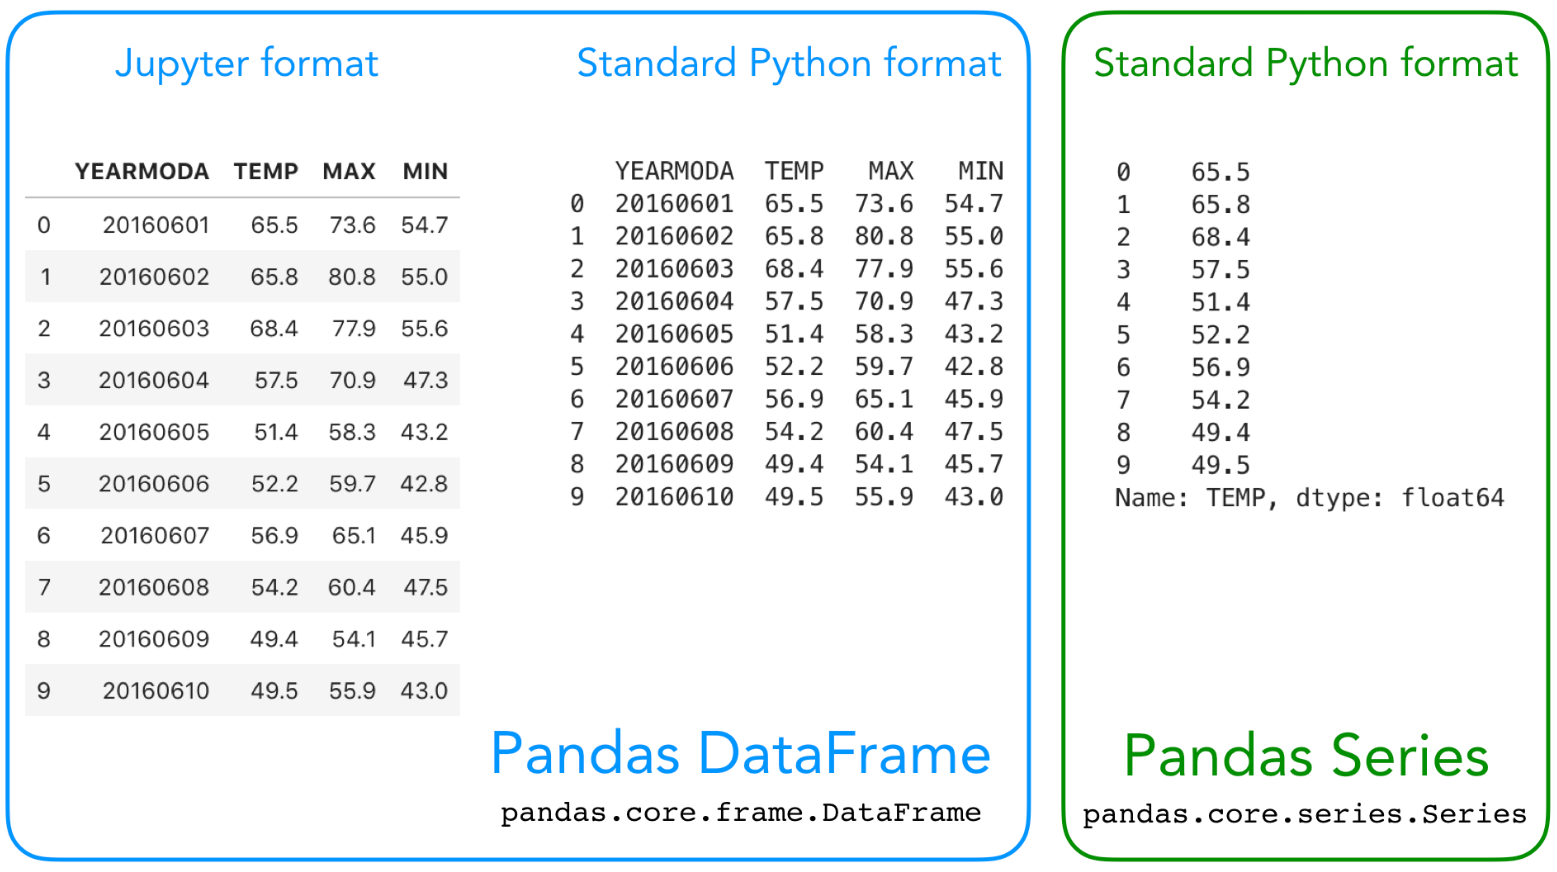 Jupyter format
YEARMODA TEMP MAX MIN
0 20160601 65.5 73.6 54.7
1 20160602 65.8 80.8 55.0
2 20160603 68.4 77.9 55.6
3 20160604 57.5 70.9 47.3
4 20160605 51.4 58.3 43.2
5 20160606 52.2 59.7 42.8
6 20160607 56.9 65.1 45.9
7 20160608 54.2 60.4 47.5
8 20160609 49.4 54.1 45.7
9 20160610 49.5 55.9 43.0
Standard Python format
YEARMODA TEMP MAX MIN
0 20160601 65.5 73.6 54.7
1 20160602 65.8 80.8 55.0
2 20160603 68.4 77.9 55.6
3 20160604 57.5 70.9 47.3
4 20160605 51.4 58.3 43.2
5 20160606 52.2 59.7 42.8
6 20160607 56.9 65.1 45.9
7 20160608 54.2 60.4 47.5
8 20160609 49.4 54.1 45.7
9 20160610 49.5 55.9 43.0
Pandas DataFrame
pandas.core.frame.DataFrame
Standard Python format
0 65.5
1 65.8
2 68.4
3 57.5
4 51.4
5 52.2
6 56.9
7 54.2
8 49.4
9 49.5
Name: TEMP, dtype: float64
Pandas Series
pandas.core.series.Series